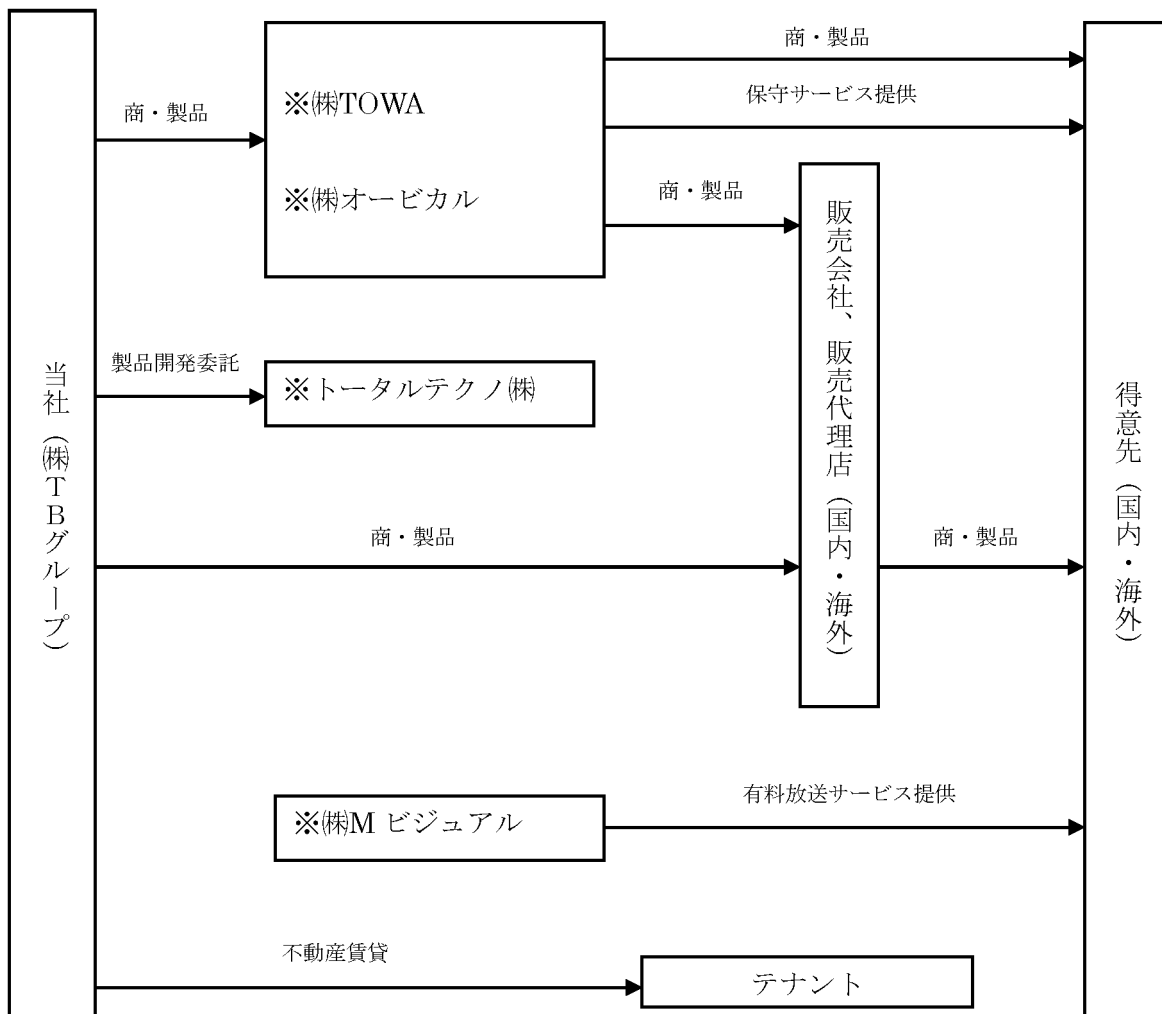 当社（㈱TBグループ）
商・製品
※㈱TOWA
※㈱オービカル
商・製品
保守サービス提供
商・製品
販売会社、販売代理店（国内・海外）
得意先（国内・海外）
製品開発委託
※トータルテクノ㈱
商・製品
商・製品
※㈱M ビジュアル
有料放送サービス提供
不動産賃貸
テナント